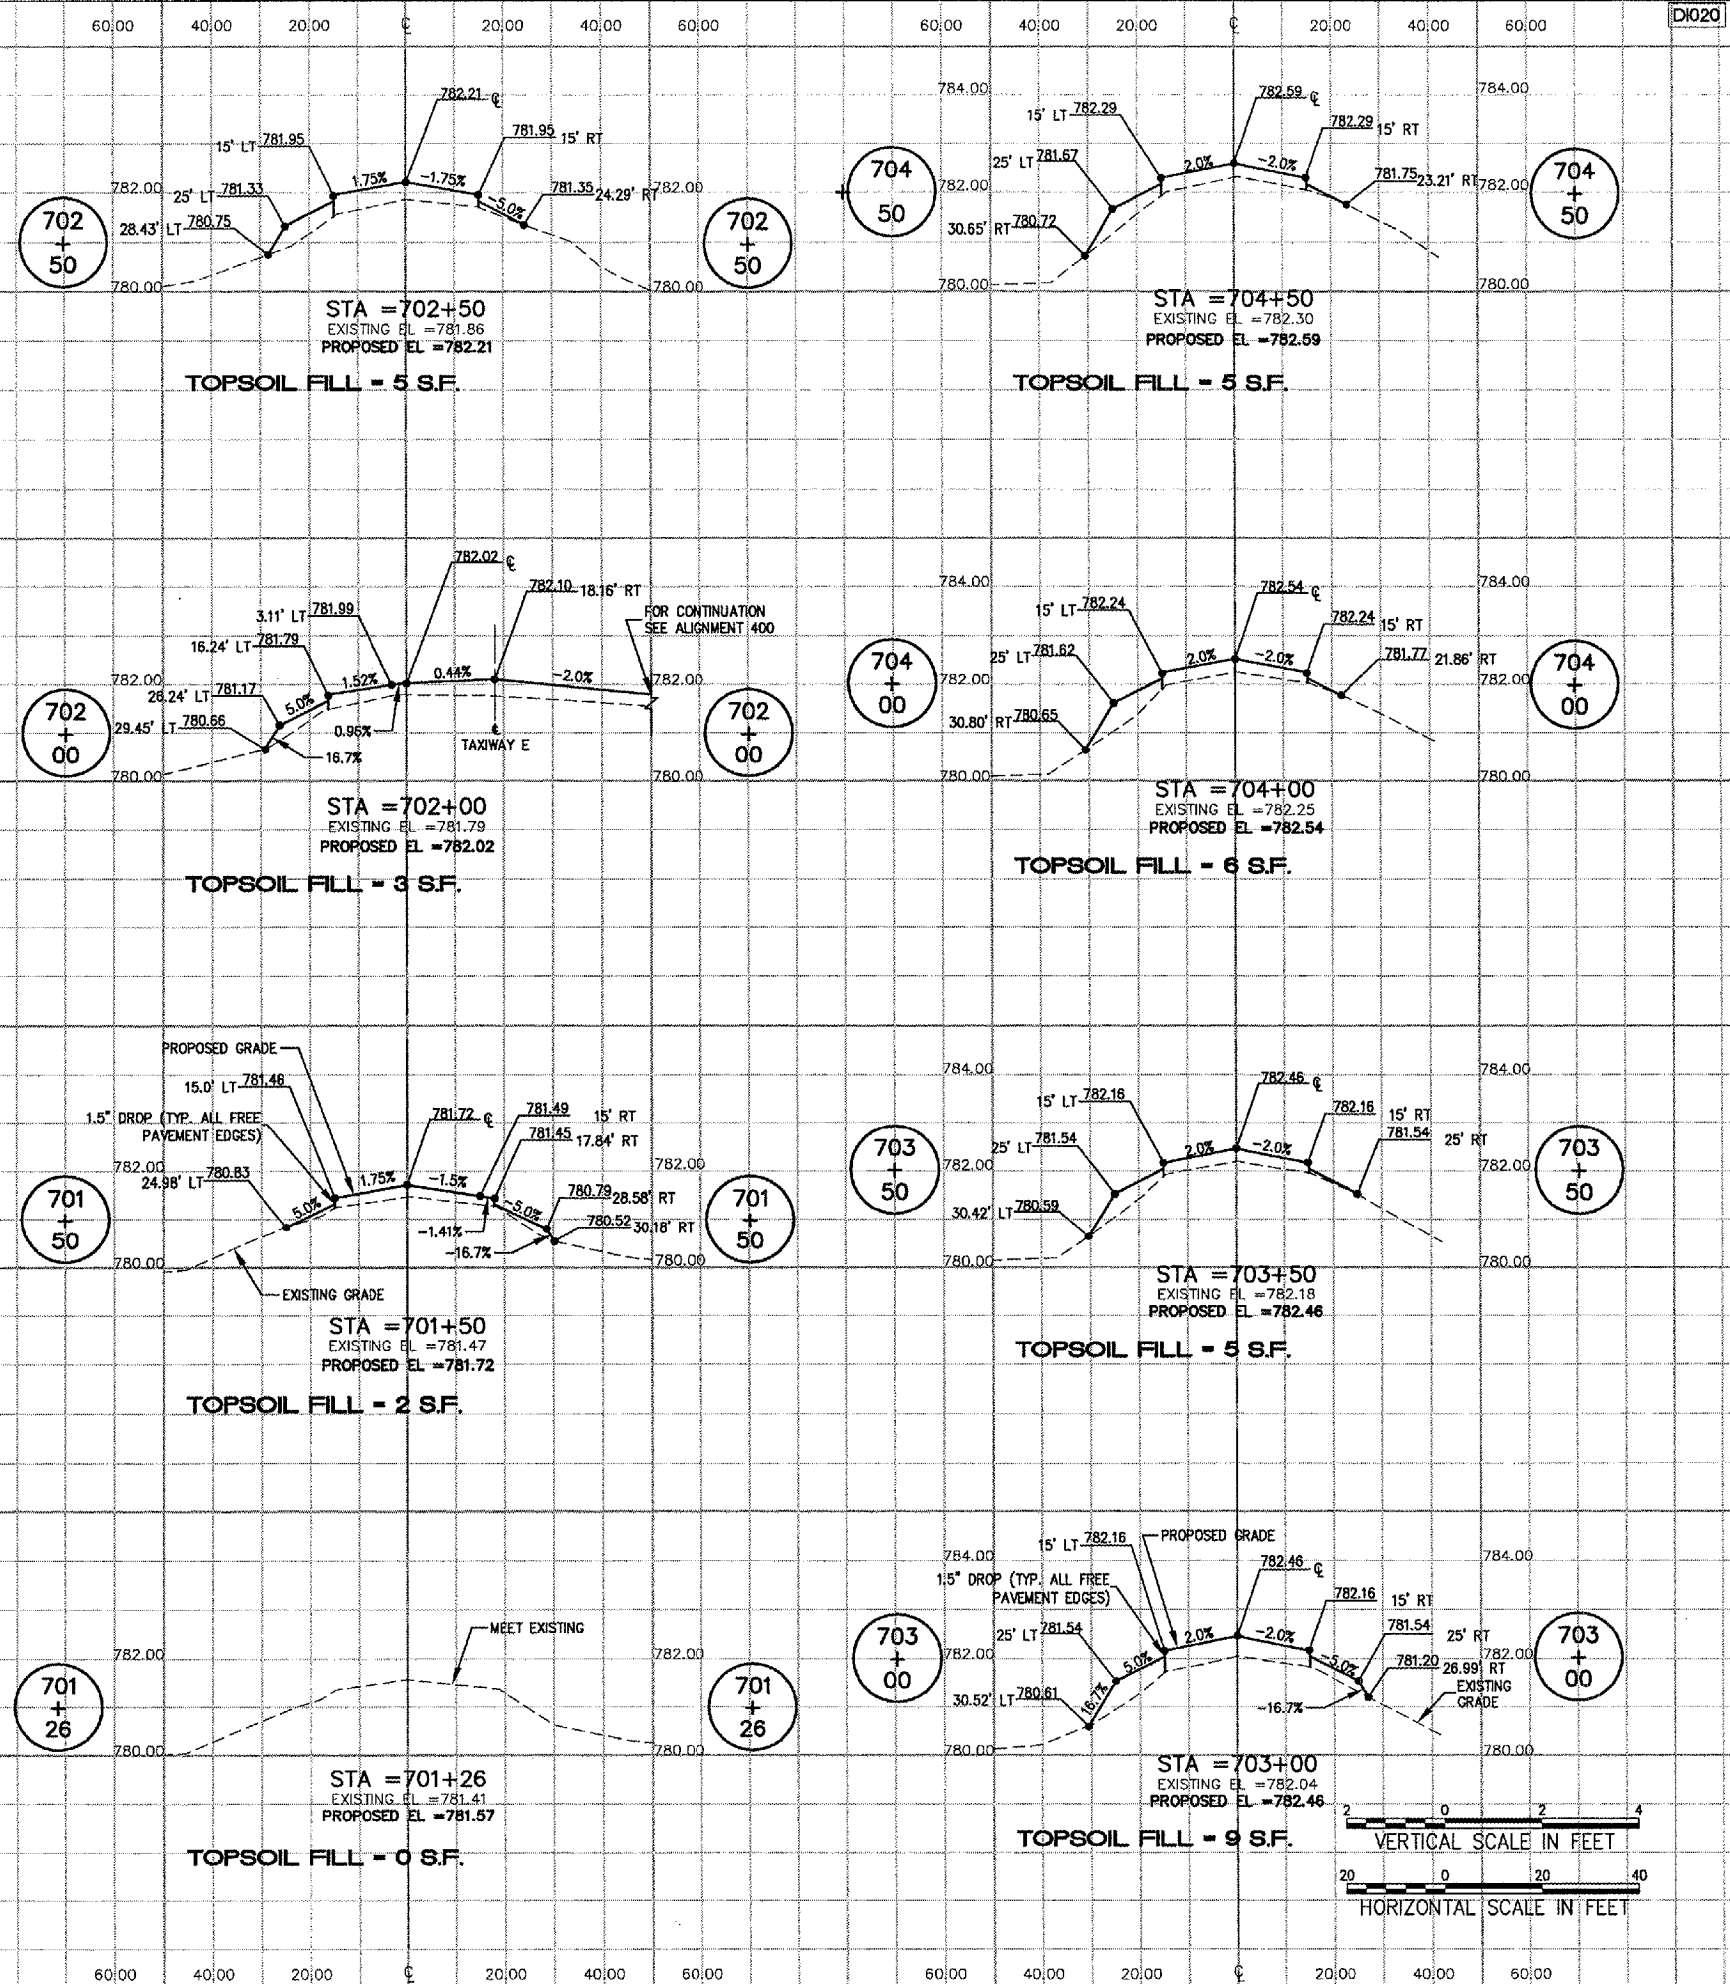 60.00 40.00 20.00 ℄ 20.00 40.00 60.00 60.00 40.00 20.00 ℄ 20.00 40.00 60.00
DI020
782.21 ℄
15' LT 781.95
781.95 15' RT
25' LT 781.33
1.75% -1.75%
782.00
781.35 24.29' RT
782.00
-5.0%
28.43' LT 780.75
702
+
50
702
+
50
780.00
780.00
STA =702+50
EXISTING EL =781.86
PROPOSED EL =782.21
TOPSOIL FILL = 5 S.F.
784.00
782.59 ℄
784.00
15' LT 782.29
782.29 15' RT
25' LT 781.67
2.0% -2.0%
782.00
781.75 23.21' RT
30.65' RT 780.72
704
+
50
704
+
50
780.00
780.00
STA =704+50
EXISTING EL =782.30
PROPOSED EL =782.59
TOPSOIL FILL = 5 S.F.
782.02 ℄
782.10 18.16' RT
3.11' LT 781.99
FOR CONTINUATION
SEE ALIGNMENT 400
16.24' LT 781.79
782.00
1.52% 0.44% -2.0%
782.00
26.24' LT 781.17
5.0%
29.45' LT 780.66
0.96%
16.7%
℄
TAXIWAY E
702
+
00
702
+
00
780.00
780.00
STA =702+00
EXISTING EL =781.79
PROPOSED EL =782.02
TOPSOIL FILL = 3 S.F.
784.00
782.54 ℄
784.00
15' LT 782.24
782.24 15' RT
25' LT 781.62
2.0% -2.0%
781.77 21.86' RT
782.00
782.00
30.80' RT 780.65
704
+
00
704
+
00
780.00
780.00
STA =704+00
EXISTING EL =782.25
PROPOSED EL =782.54
TOPSOIL FILL = 6 S.F.
PROPOSED GRADE
15.0' LT 781.46
1.5" DROP (TYP. ALL FREE
PAVEMENT EDGES)
781.72 ℄
781.49 15' RT
781.45 17.84' RT
782.00
782.00
24.98' LT 780.83
5.0% 1.75% -1.5% -5.0%
780.79 28.58' RT
780.52 30.18' RT
-1.41%
-16.7%
701
+
50
701
+
50
780.00
780.00
EXISTING GRADE
STA =701+50
EXISTING EL =781.47
PROPOSED EL =781.72
TOPSOIL FILL = 2 S.F.
784.00
782.46 ℄
784.00
15' LT 782.16
782.16 15' RT
25' LT 781.54
2.0% -2.0%
781.54 25' RT
782.00
782.00
30.42' LT 780.59
703
+
50
703
+
50
780.00
780.00
STA =703+50
EXISTING EL =782.18
PROPOSED EL =782.46
TOPSOIL FILL = 5 S.F.
MEET EXISTING
782.00
782.00
701
+
26
701
+
26
780.00
780.00
STA =701+26
EXISTING EL =781.41
PROPOSED EL =781.57
TOPSOIL FILL = 0 S.F.
15' LT 782.16
PROPOSED GRADE
784.00
782.46 ℄
784.00
1.5" DROP (TYP. ALL FREE
PAVEMENT EDGES)
782.16 15' RT
25' LT 781.54
2.0% -2.0%
781.54 25' RT
782.00
782.00
5.0% -5.0%
781.20 26.99' RT
EXISTING
GRADE
30.52' LT 780.61
16.7%
-16.7%
703
+
00
703
+
00
780.00
780.00
STA =703+00
EXISTING EL =782.04
PROPOSED EL =782.46
TOPSOIL FILL = 9 S.F.
2 0 2 4
VERTICAL SCALE IN FEET
20 0 20 40
HORIZONTAL SCALE IN FEET
60.00 40.00 20.00 ℄ 20.00 40.00 60.00 60.00 40.00 20.00 ℄ 20.00 40.00 60.00